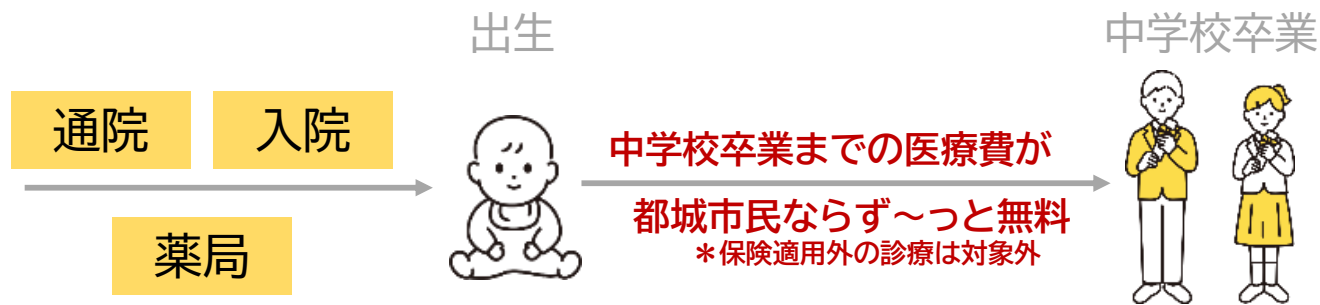 出生
中学校卒業
通院
入院
薬局
中学校卒業までの医療費が
都城市民ならず～っと無料
＊保険適用外の診療は対象外